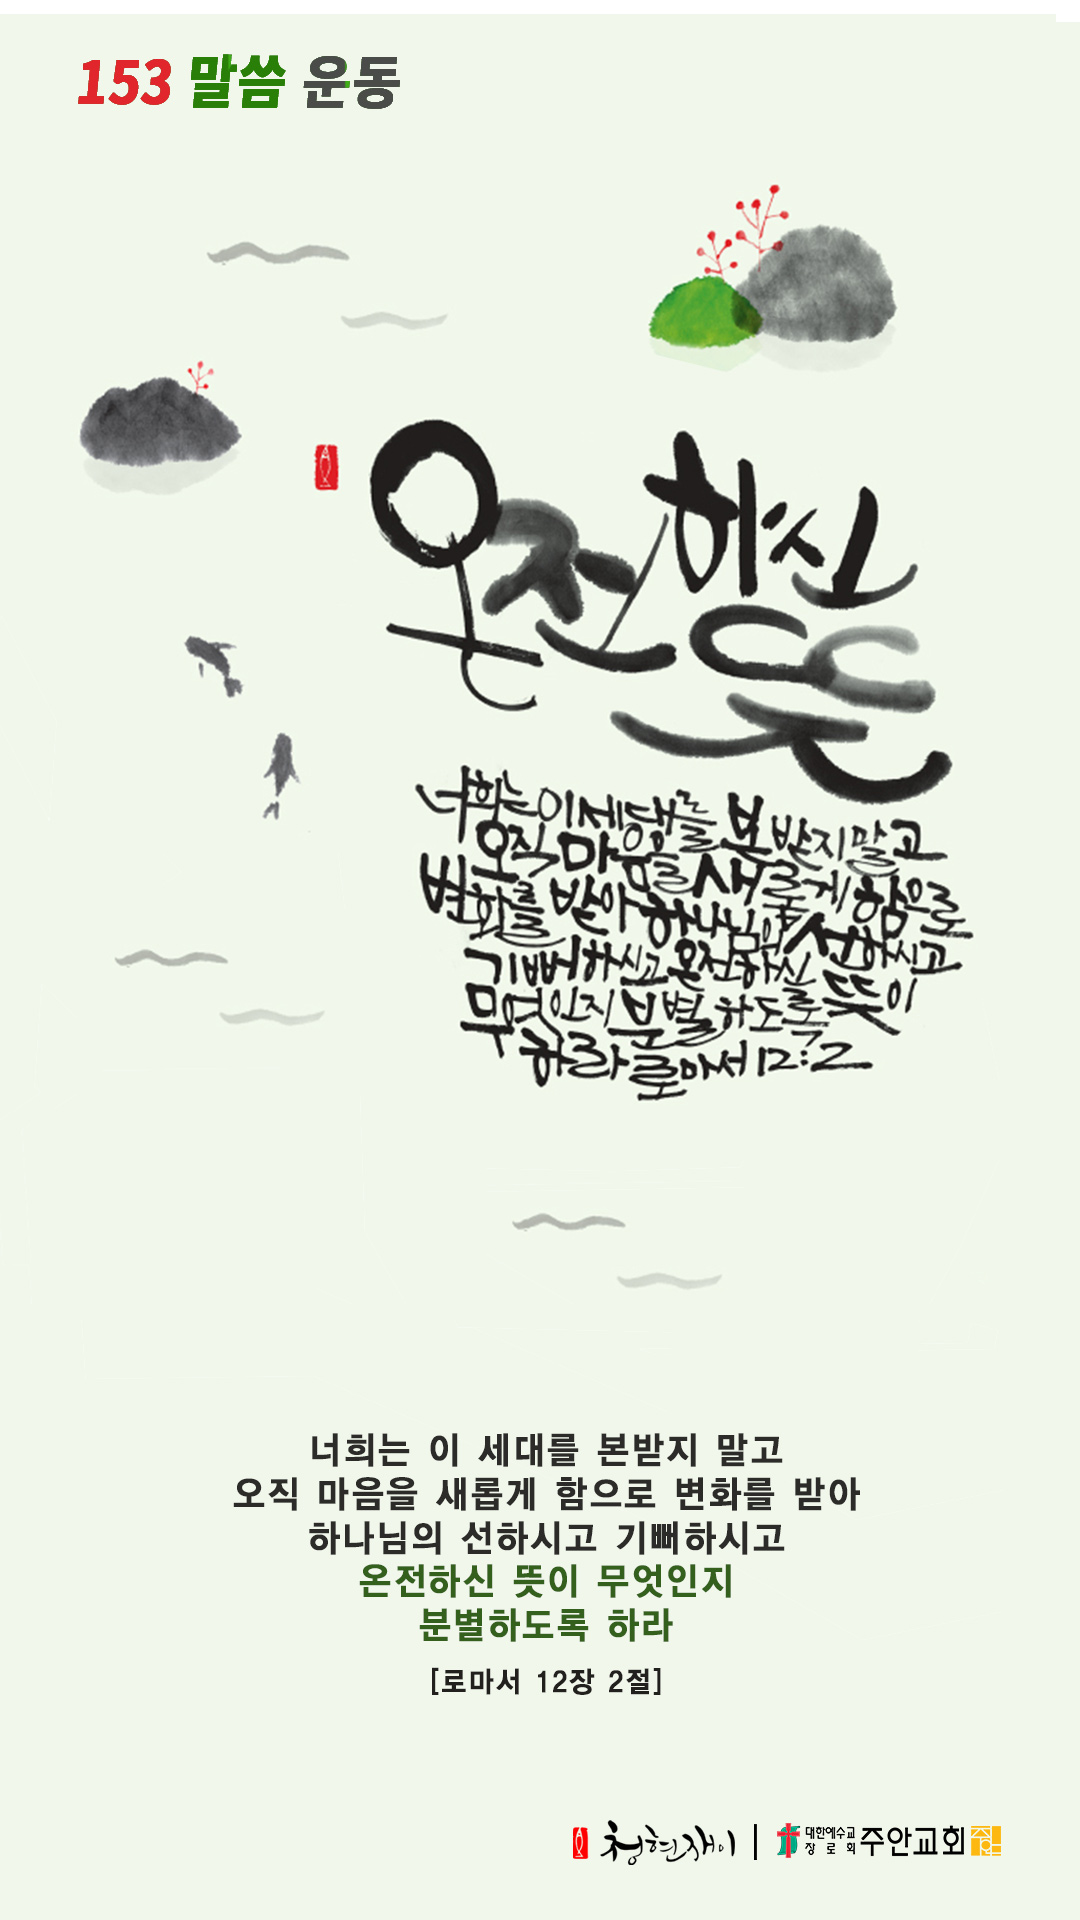 153 말씀 운동
온전하신
뜻
너희는 이 세대를 본받지 말고
오직 마음을 새롭게 함으로
변화를 받아 하나님의 선하시고
기뻐하시고 온전하신 뜻이
무엇인지 분별하도록
하라 로마서 12:2
너희는 이 세대를 본받지 말고
오직 마음을 새롭게 함으로 변화를 받아
하나님의 선하시고 기뻐하시고
온전하신 뜻이 무엇인지
분별하도록 하라
[로마서 12장 2절]
청현재이 | 대한예수교장로회 주안교회 주안